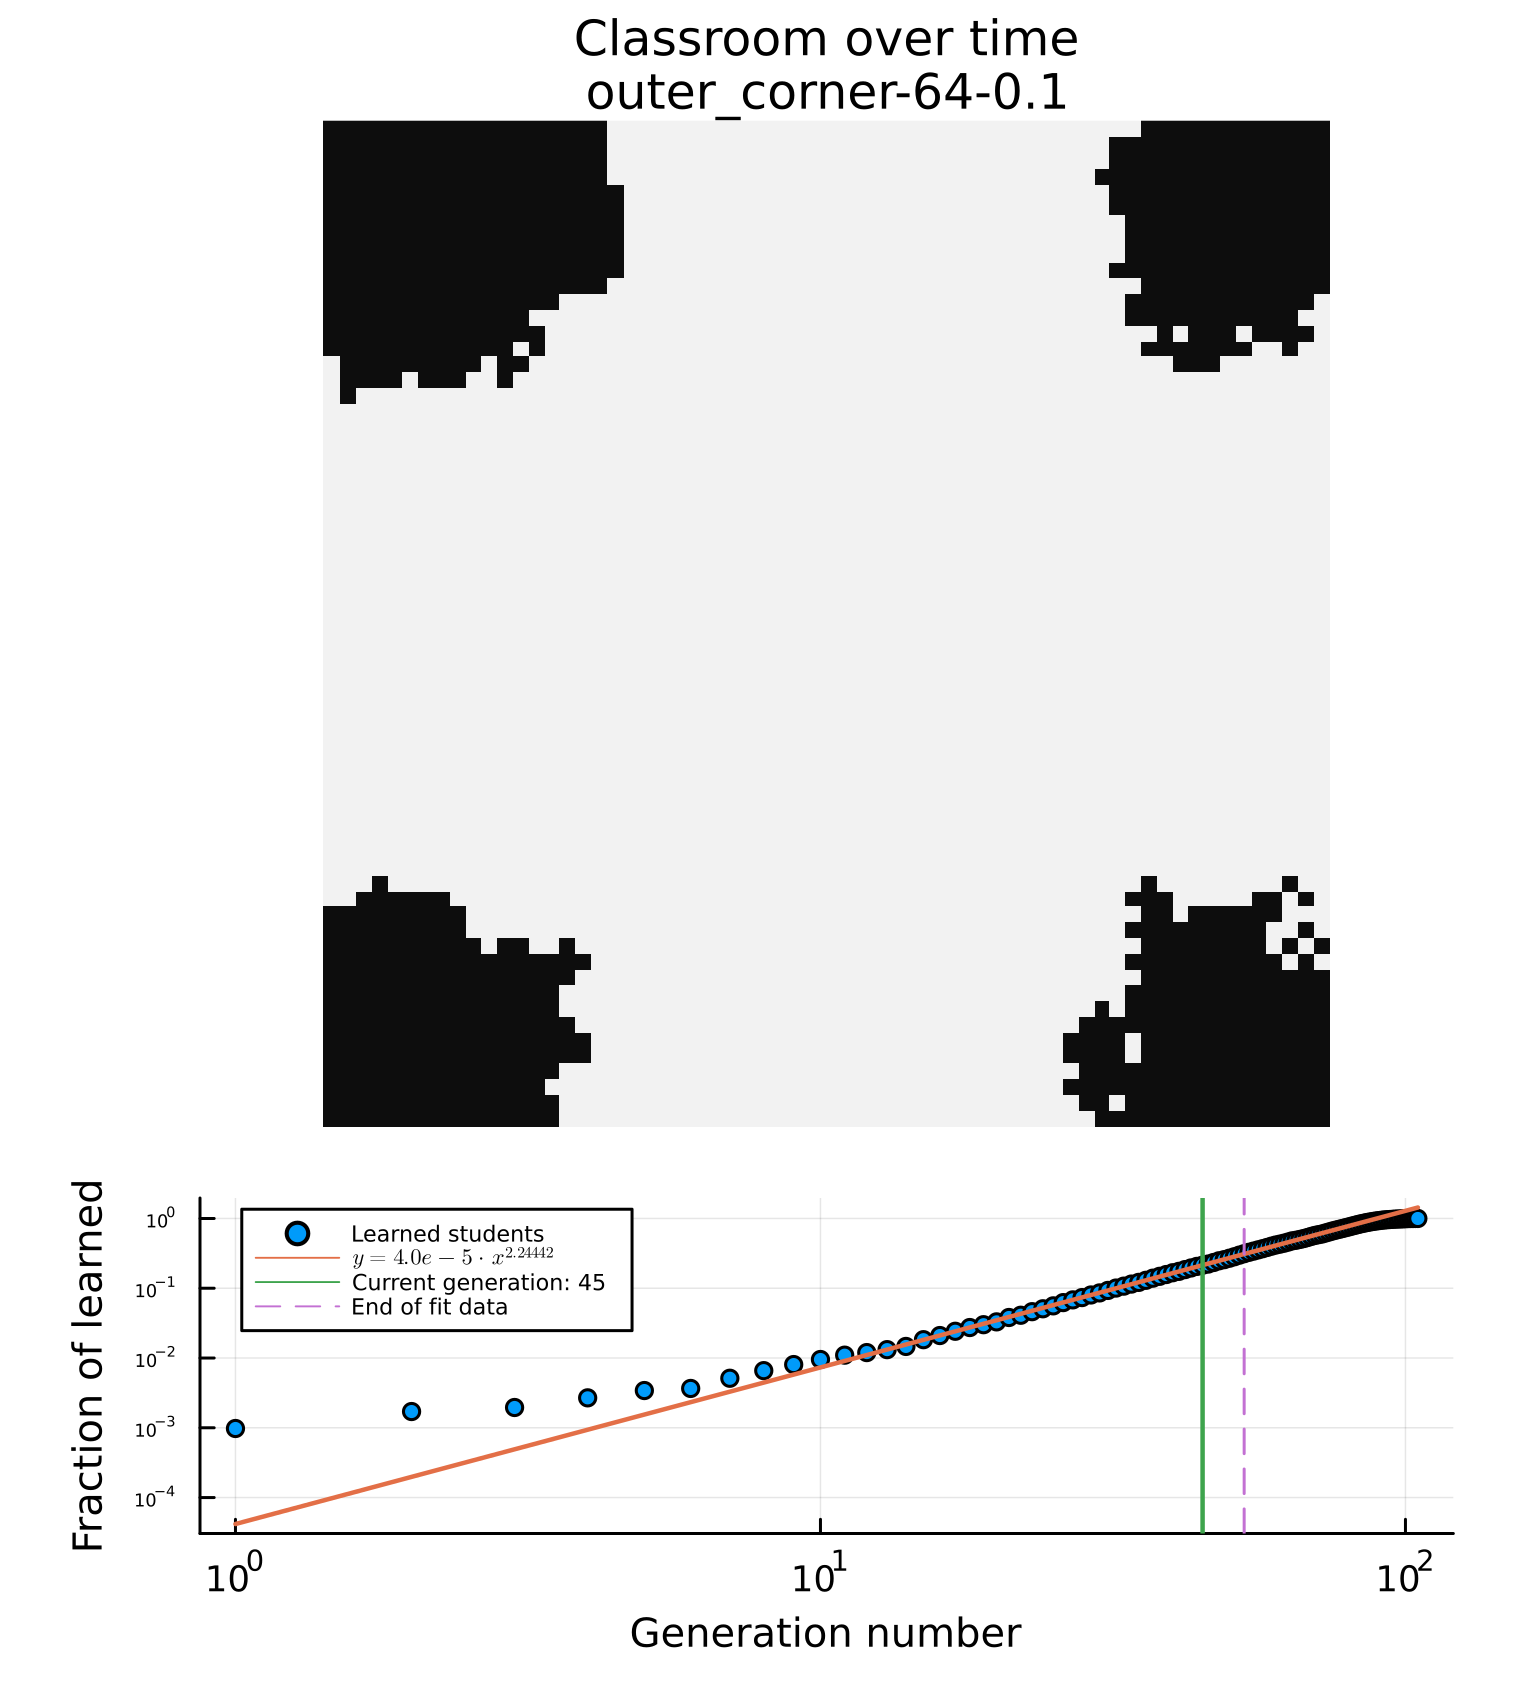 Classroom over time
outer_corner-64-0.1
Fraction of learned
10⁰
10⁻¹
10⁻²
10⁻³
10⁻⁴
Learned students
y = 4.0e − 5 · x^2.24442
Current generation: 45
End of fit data
10⁰ 10¹ 10²
Generation number